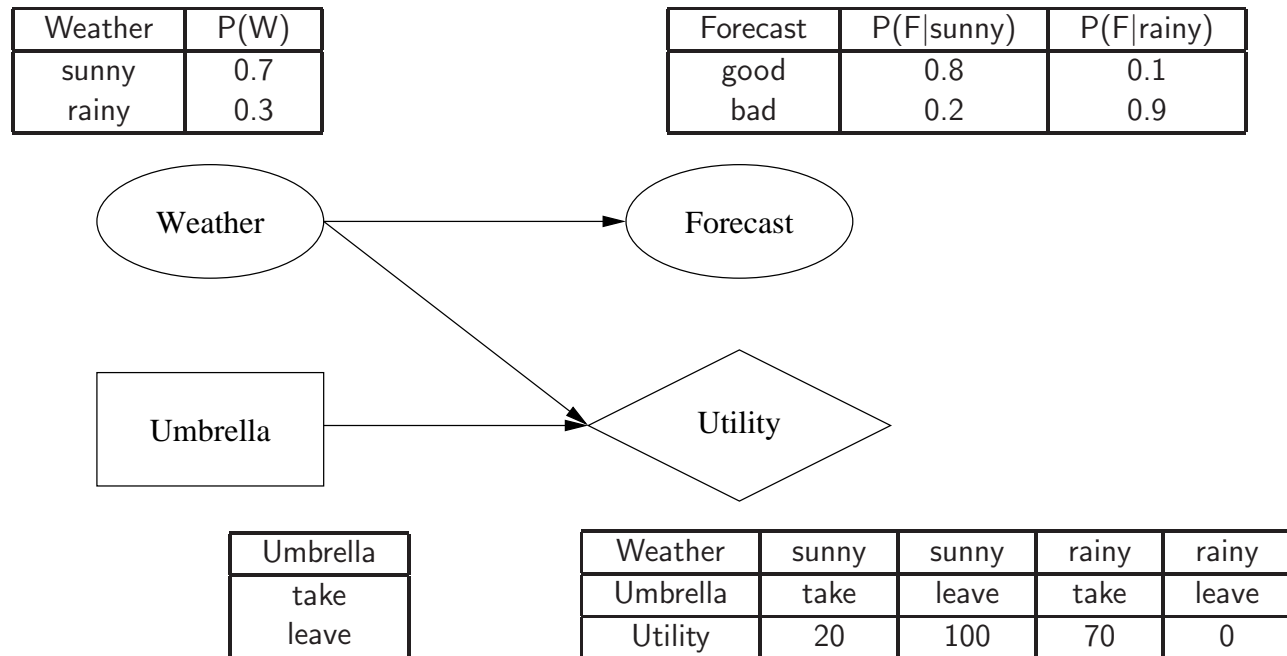 Weather P(W)
sunny 0.7
rainy 0.3
Forecast P(F|sunny) P(F|rainy)
good 0.8 0.1
bad 0.2 0.9
Weather
Forecast
Umbrella
Utility
Umbrella
take
leave
Weather sunny sunny rainy rainy
Umbrella take leave take leave
Utility 20 100 70 0